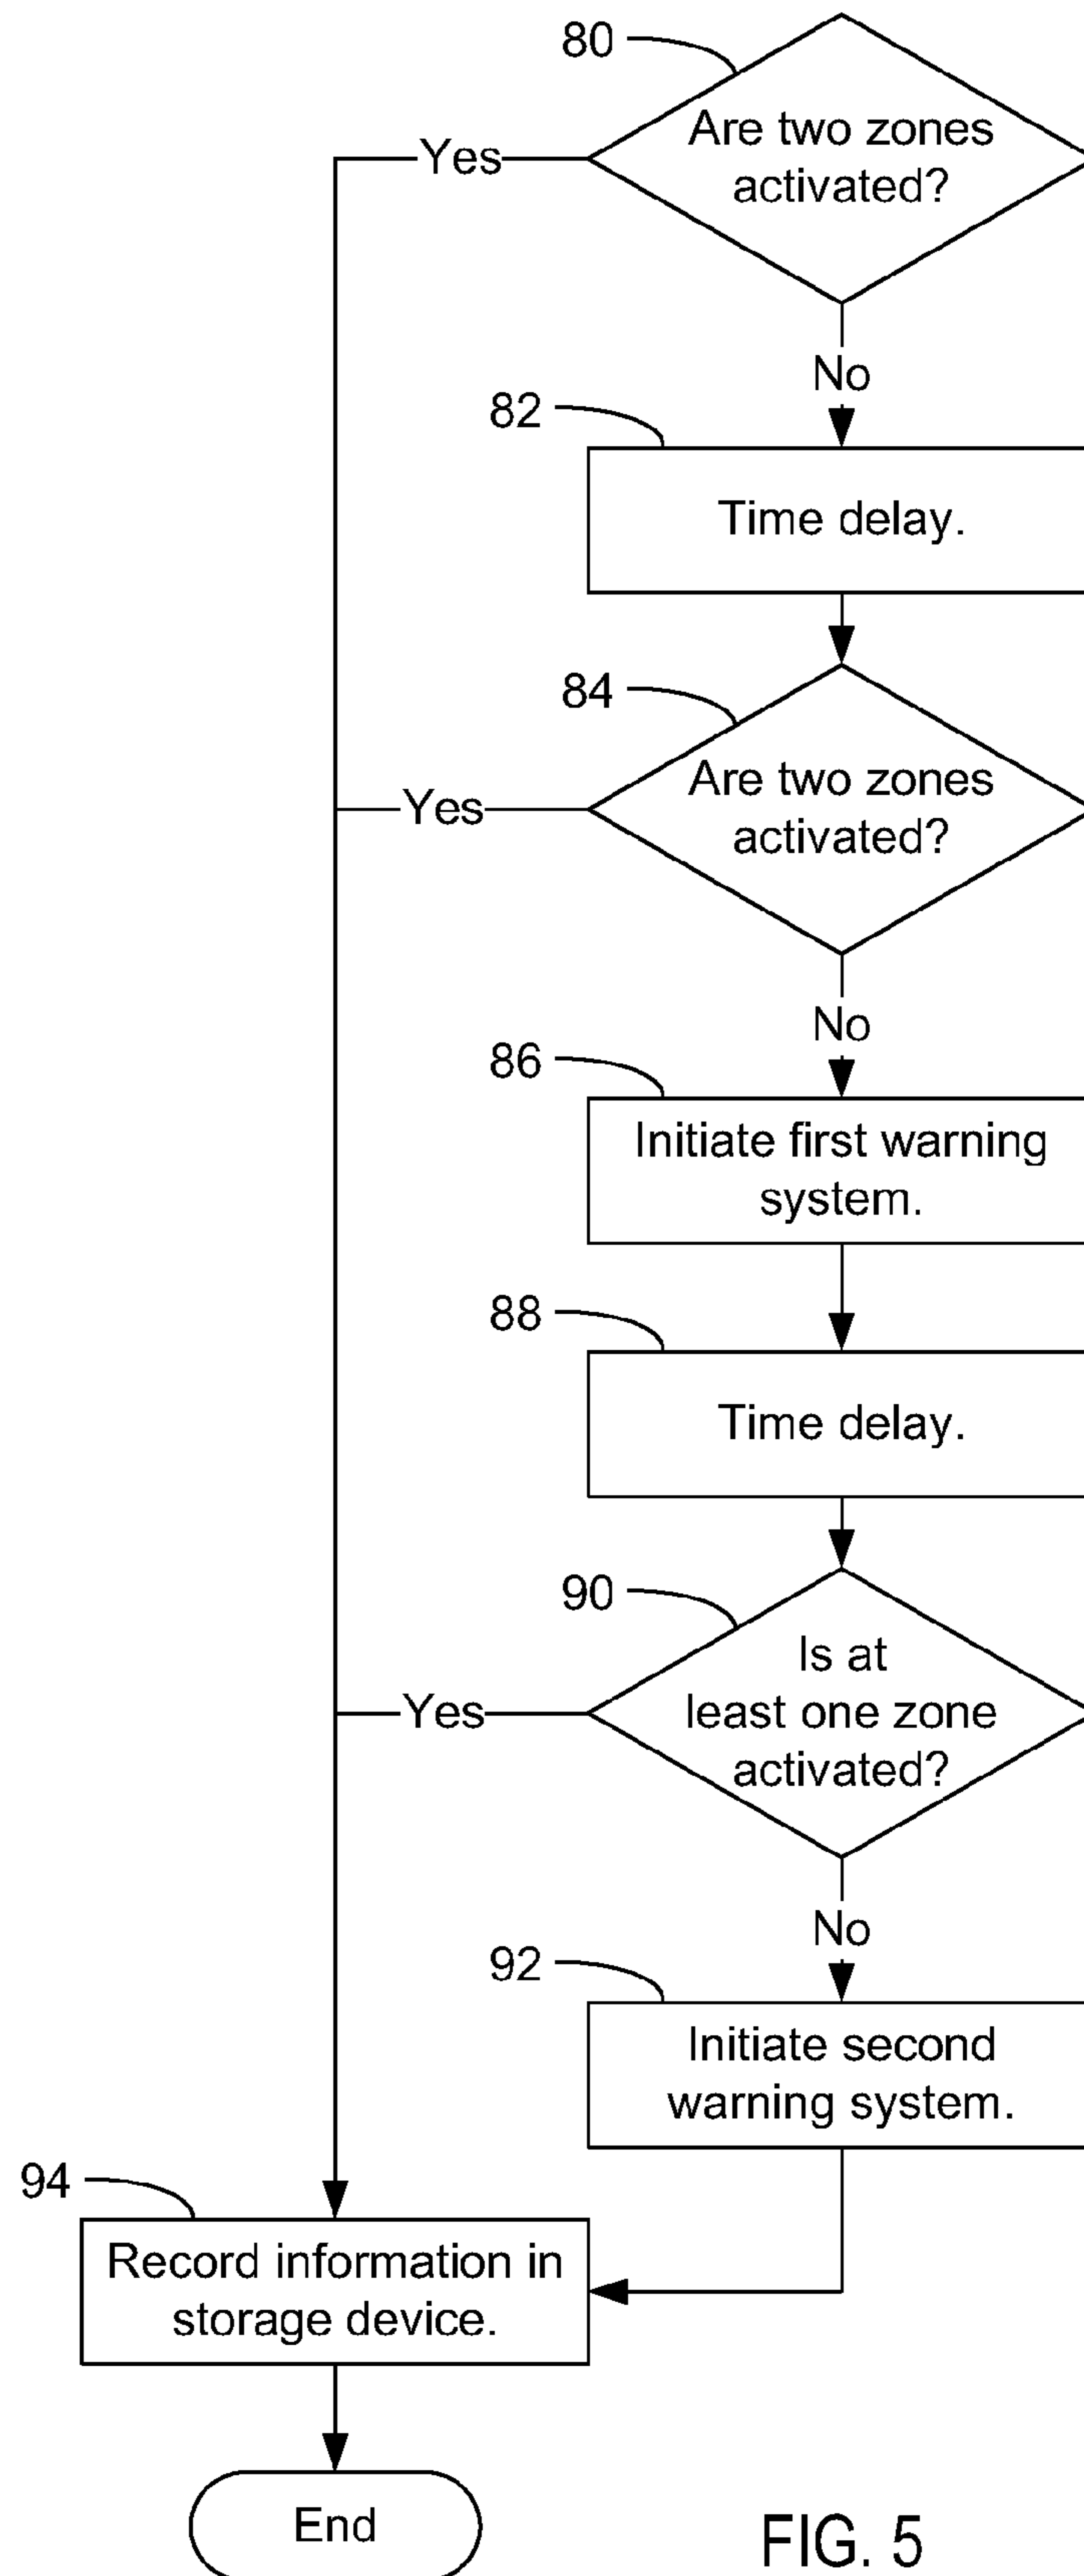 80
Are two zones
activated?
Yes
No
82
Time delay.
84
Are two zones
activated?
Yes
No
86
Initiate first warning
system.
88
Time delay.
90
Is at
least one zone
activated?
Yes
No
92
Initiate second
warning system.
94
Record information in
storage device.
End
FIG. 5